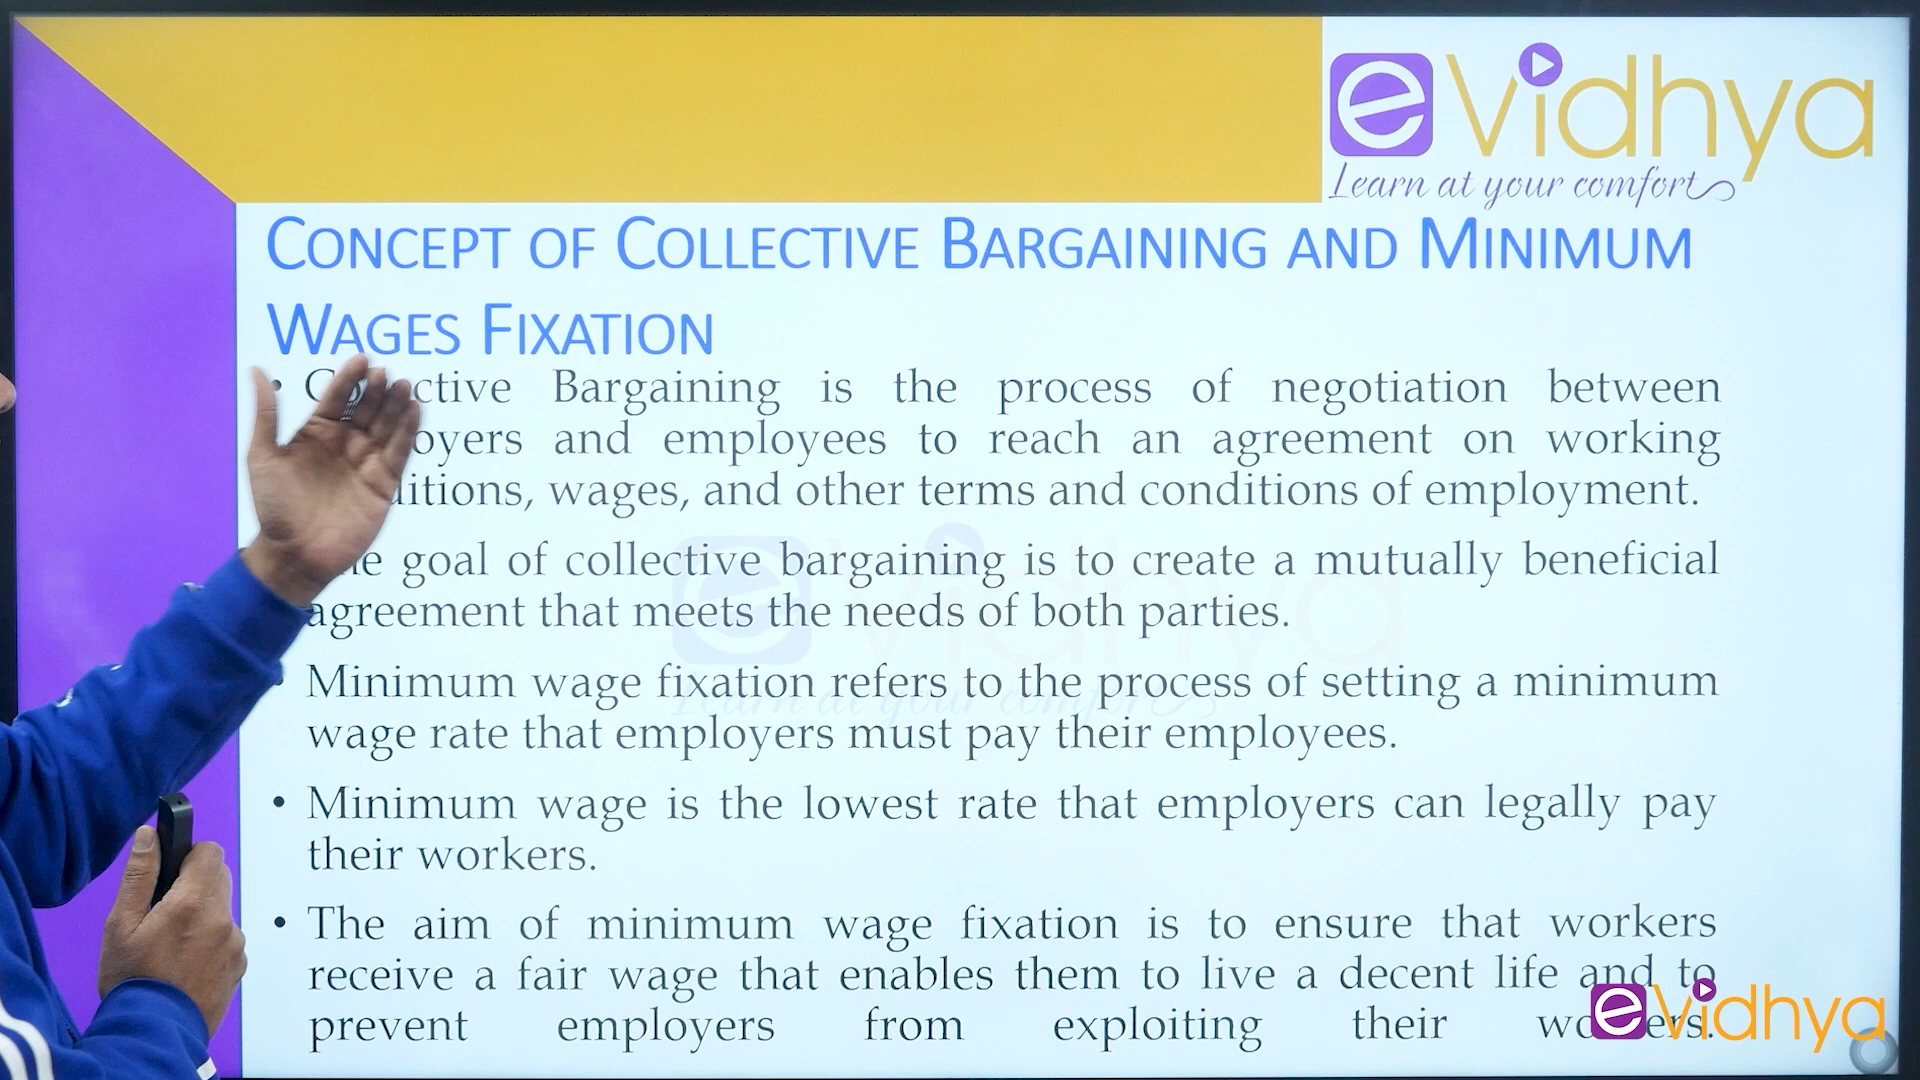 eVidhya
Learn at your comfort
CONCEPT OF COLLECTIVE BARGAINING AND MINIMUM
WAGES FIXATION
• Bargaining is the process of negotiation between
and employees to reach an agreement on working
wages, and other terms and conditions of employment.
goal of collective bargaining is to create a mutually beneficial
agreement that meets the needs of both parties.
• Minimum wage fixation refers to the process of setting a minimum
wage rate that employers must pay their employees.
• Minimum wage is the lowest rate that employers can legally pay
their workers.
• The aim of minimum wage fixation is to ensure that workers
receive a fair wage that enables them to live a decent life and to
prevent employers from exploiting their
eVidhya
eVidhya
Learn at your comfort